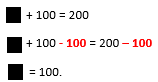 ■ + 100 = 200
■ + 100 - 100 = 200 – 100
■ = 100.